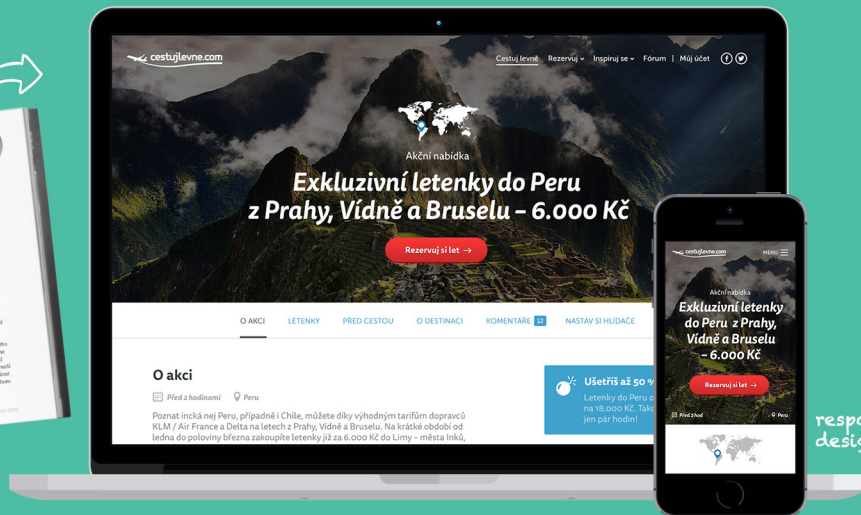 cestujlevne.com
Cestuj levně Rezervuj Inspiruj se Fórum | Můj účet
Akční nabídka
Exkluzivní letenky do Peru
z Prahy, Vídně a Bruselu – 6.000 Kč
Rezervuj si let →
O AKCI LETENKY PŘED CESTOU O DESTINACI KOMENTÁŘE 12 NASTAV SI HLÍDAČE
O akci
Před 2 hodinami Peru
Poznat incká nej Peru, případně i Chile, můžete díky výhodným tarifům dopravců
KLM / Air France a Delta na letech z Prahy, Vídně a Bruselu. Na krátké období od
ledna do poloviny března zakoupíte letenky již za 6.000 Kč do Limy – města Inků,
Ušetříš až 50 %
Letenky do Peru
na 18.000 Kč.
jen pár hodin!
cestujlevne.com
MENU
Akční nabídka
Exkluzivní letenky
do Peru z Prahy,
Vídně a Bruselu
– 6.000 Kč
Rezervuj si let →
Před 2 hod Peru